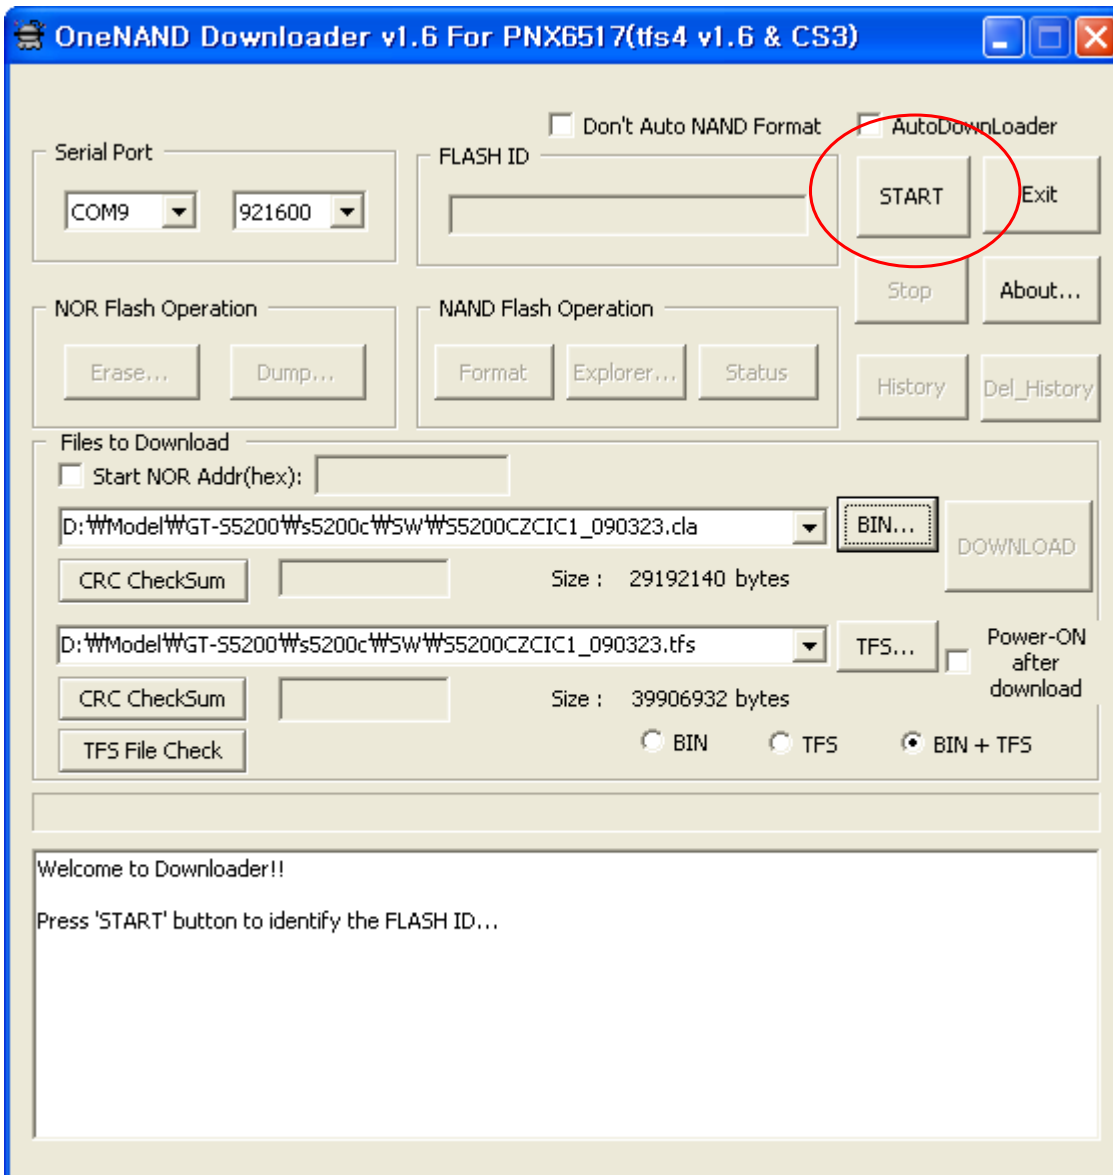 OneNAND Downloader v1.6 For PNX6517(tfs4 v1.6 & CS3)
Don't Auto NAND Format
AutoDownLoader
Serial Port
FLASH ID
COM9
921600
START
Exit
Stop
About...
NOR Flash Operation
NAND Flash Operation
Erase...
Dump...
Format
Explorer...
Status
History
Del_History
Files to Download
Start NOR Addr(hex):
D:₩Model₩GT-S5200₩s5200c₩SW₩S5200CZCIC1_090323.cla
BIN...
DOWNLOAD
CRC CheckSum
Size : 29192140 bytes
D:₩Model₩GT-S5200₩s5200c₩SW₩S5200CZCIC1_090323.tfs
TFS...
Power-ON
after
download
CRC CheckSum
Size : 39906932 bytes
TFS File Check
BIN
TFS
BIN + TFS
Welcome to Downloader!!
Press 'START' button to identify the FLASH ID...